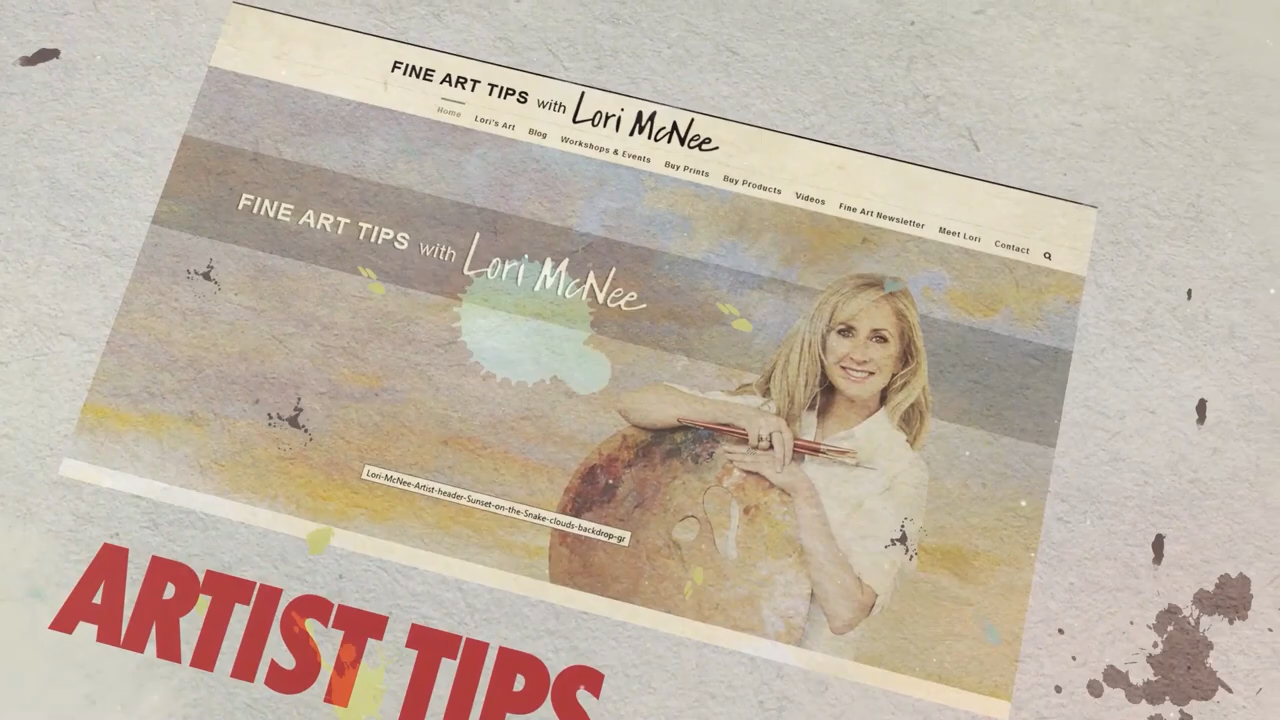 FINE ART TIPS with Lori McNee
Home Lori's Art Blog Workshops & Events Buy Prints Buy Products Videos Fine Art Newsletter Meet Lori Contact
FINE ART TIPS with Lori McNee
Lori-McNee-Artist-header-Sunset-on-the-Snake-clouds-backdrop-gr
ARTIST TIPS